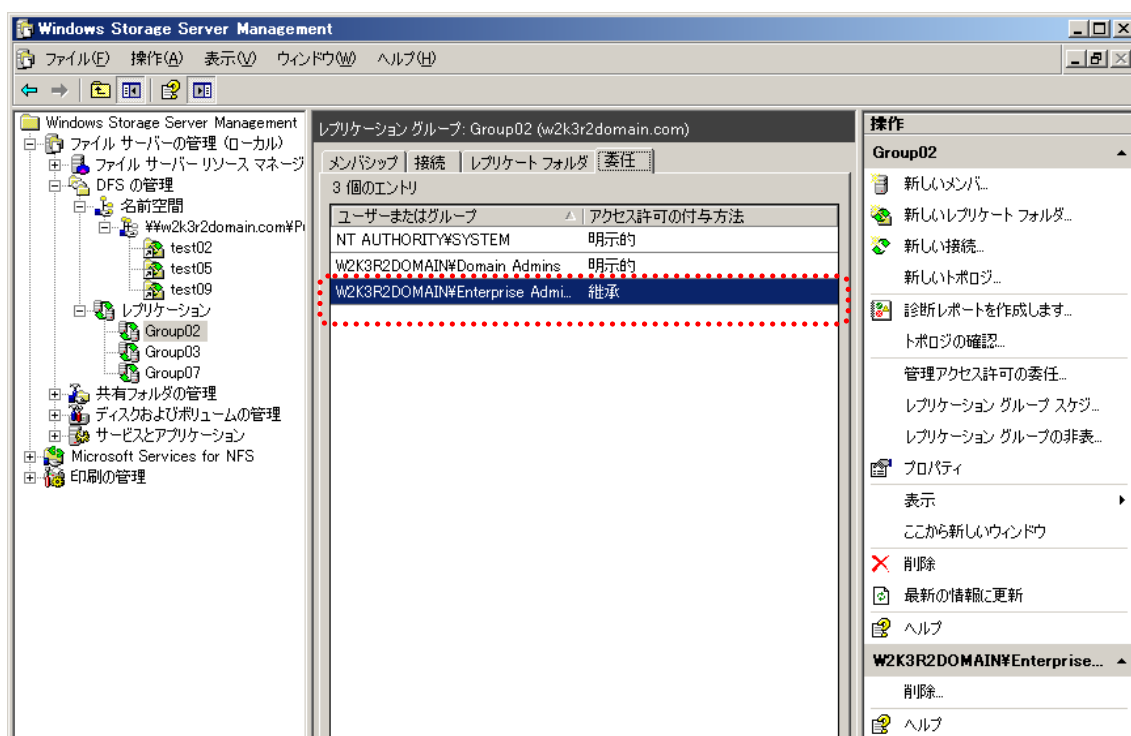 Windows Storage Server Management
ファイル(F) 操作(A) 表示(V) ウィンドウ(W) ヘルプ(H)
Windows Storage Server Management
ファイル サーバーの管理 (ローカル)
ファイル サーバー リソース マネージ
DFS の管理
名前空間
¥¥w2k3r2domain.com¥P
test02
test05
test09
レプリケーション
Group02
Group03
Group07
共有フォルダの管理
ディスクおよびボリュームの管理
サービスとアプリケーション
Microsoft Services for NFS
印刷の管理
レプリケーション グループ: Group02 (w2k3r2domain.com)
メンバシップ 接続 レプリケート フォルダ 委任
3 個のエントリ
ユーザーまたはグループ アクセス許可の付与方法
NT AUTHORITY¥SYSTEM 明示的
W2K3R2DOMAIN¥Domain Admins 明示的
W2K3R2DOMAIN¥Enterprise Admi... 継承
操作
Group02
新しいメンバ...
新しいレプリケート フォルダ...
新しい接続...
新しいトポロジ...
診断レポートを作成します...
トポロジの確認...
管理アクセス許可の委任...
レプリケーション グループ スケジ...
レプリケーション グループの非表...
プロパティ
表示
ここから新しいウィンドウ
削除
最新の情報に更新
ヘルプ
W2K3R2DOMAIN¥Enterprise...
削除...
ヘルプ